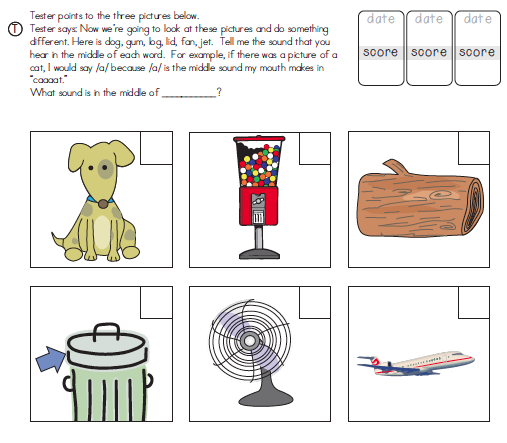 Tester points to the three pictures below.
T Tester says: Now we're going to look at these pictures and do something
different. Here is dog, gum, log, lid, fan, jet. Tell me the sound that you
hear in the middle of each word. For example, if there was a picture of a
cat, I would say /a/ because /a/ is the middle sound my mouth makes in
"caaaat."
What sound is in the middle of ___________?
date date date
score score score